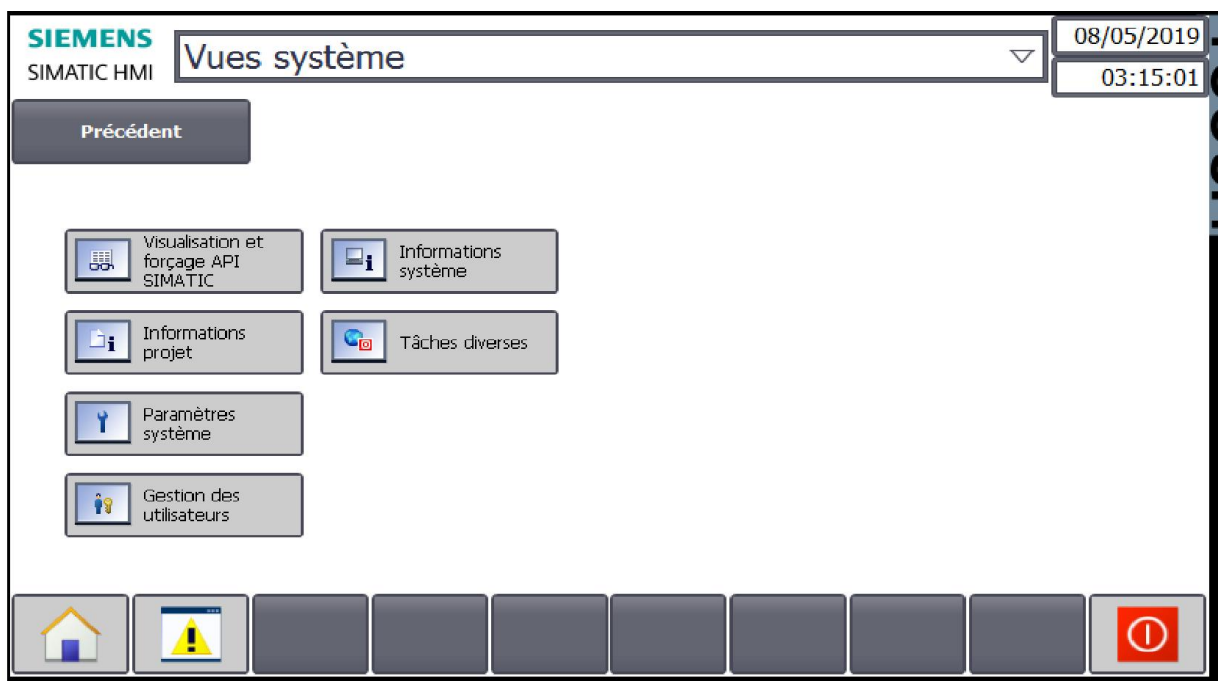 SIEMENS
SIMATIC HMI
Vues système
08/05/2019
03:15:01
Précédent
Visualisation et
forçage API
SIMATIC
Informations
système
Informations
projet
Tâches diverses
Paramètres
système
Gestion des
utilisateurs